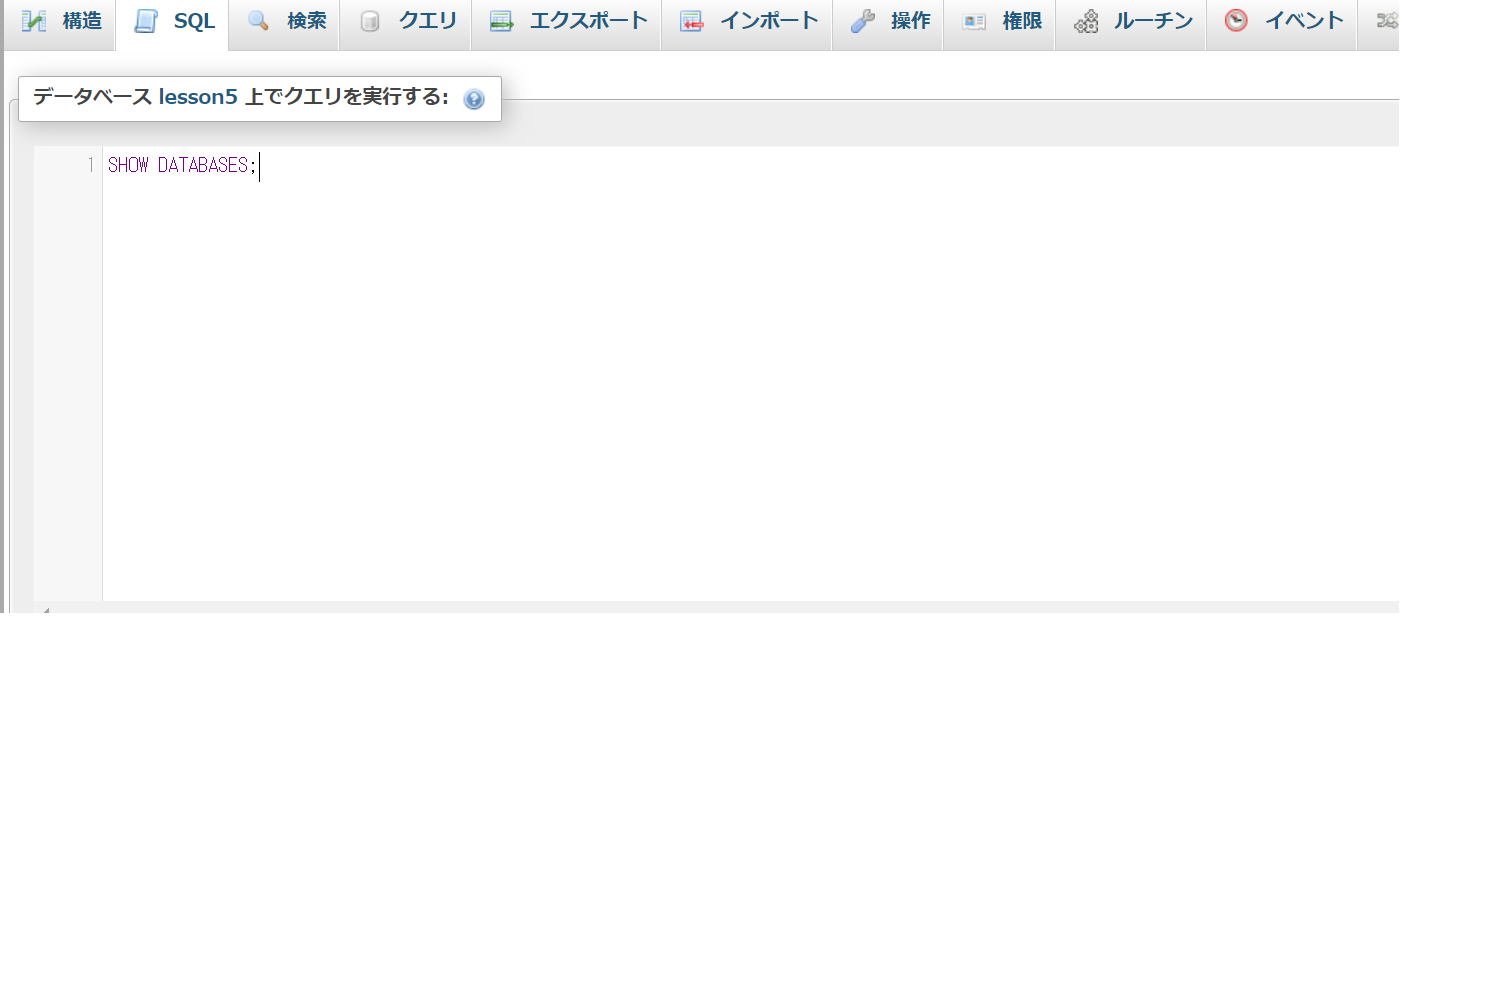 構造 SQL 検索 クエリ エクスポート インポート 操作 権限 ルーチン イベント
データベース lesson5 上でクエリを実行する:
1 SHOW DATABASES;